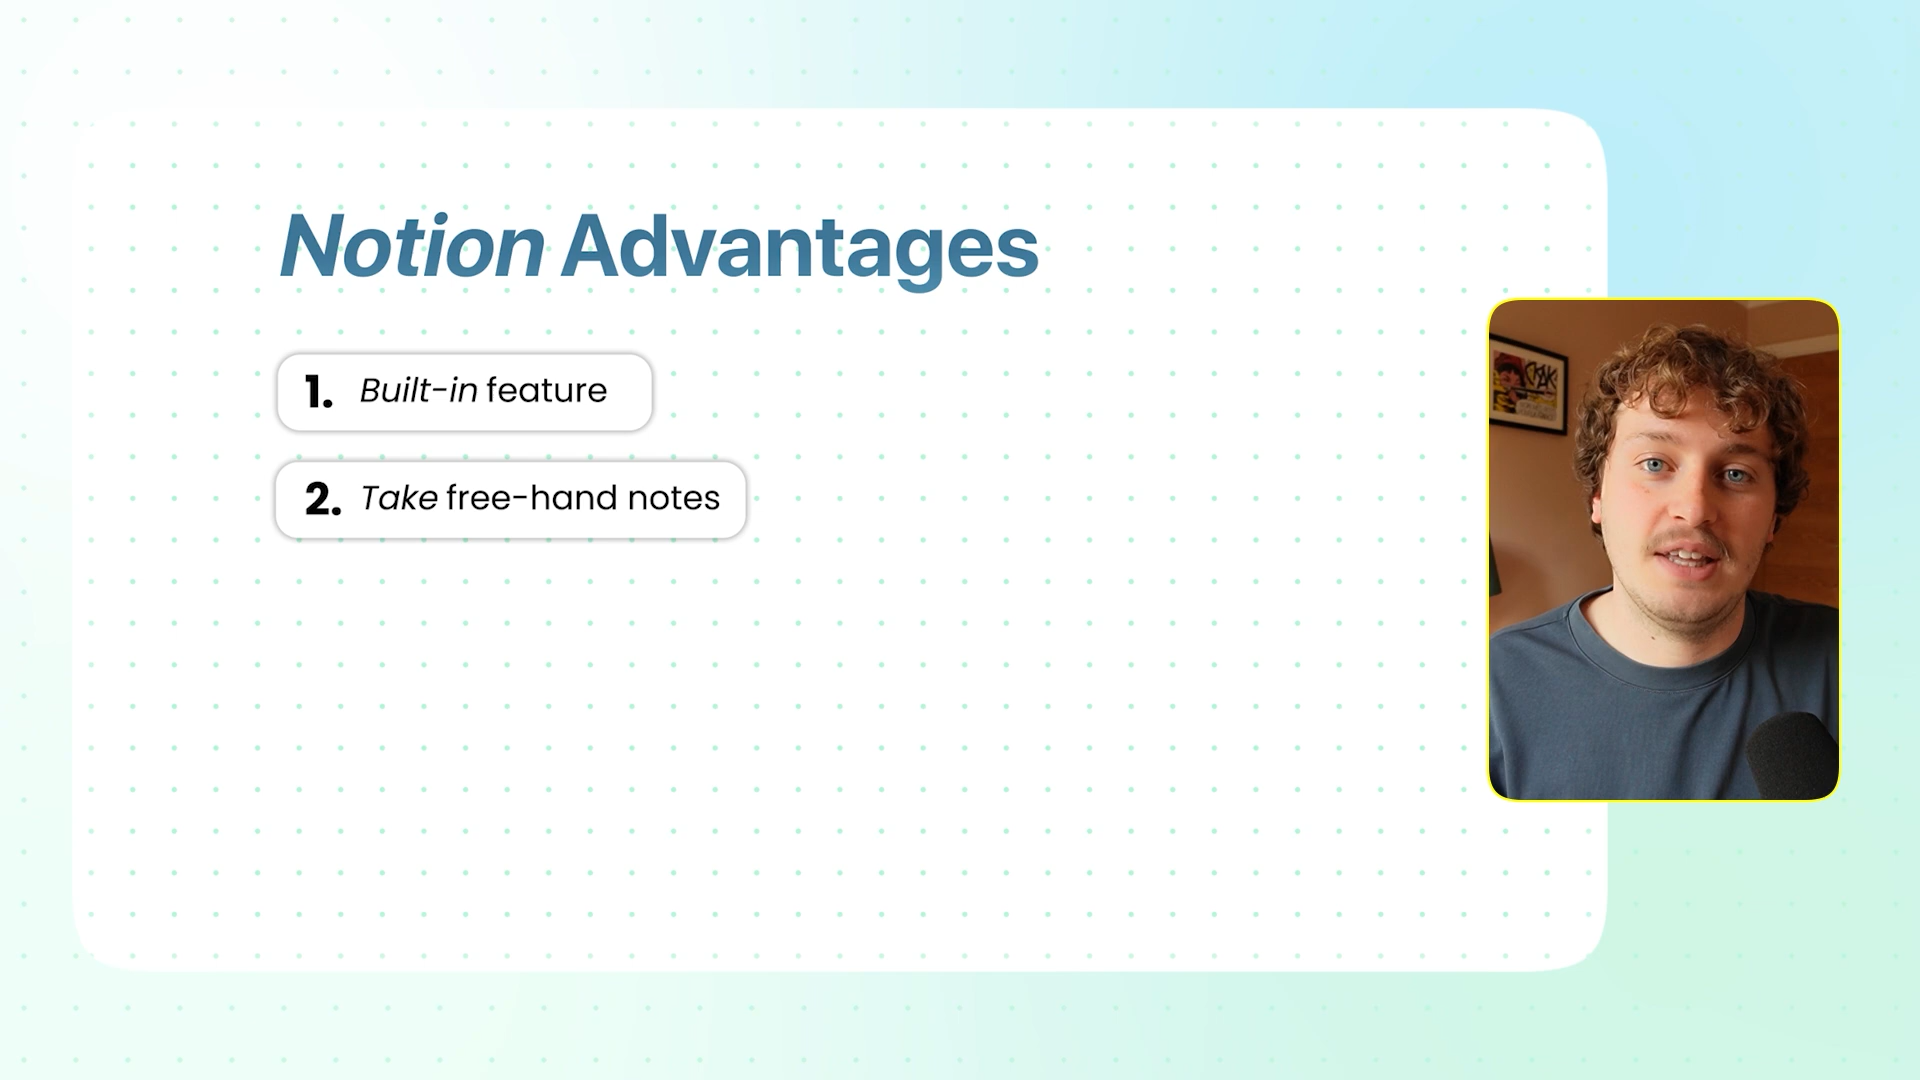 Notion Advantages
1. Built-in feature
2. Take free-hand notes